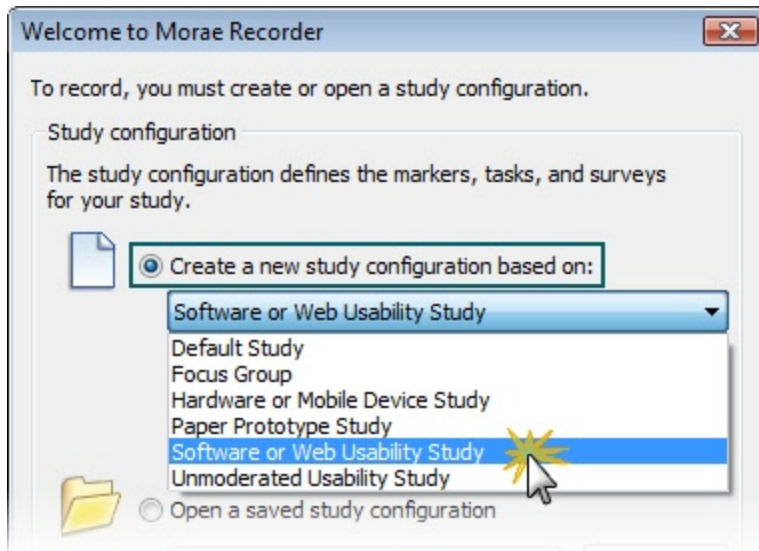 Welcome to Morae Recorder
To record, you must create or open a study configuration.
Study configuration
The study configuration defines the markers, tasks, and surveys
for your study.
Create a new study configuration based on:
Software or Web Usability Study
Default Study
Focus Group
Hardware or Mobile Device Study
Paper Prototype Study
Software or Web Usability Study
Unmoderated Usability Study
Open a saved study configuration